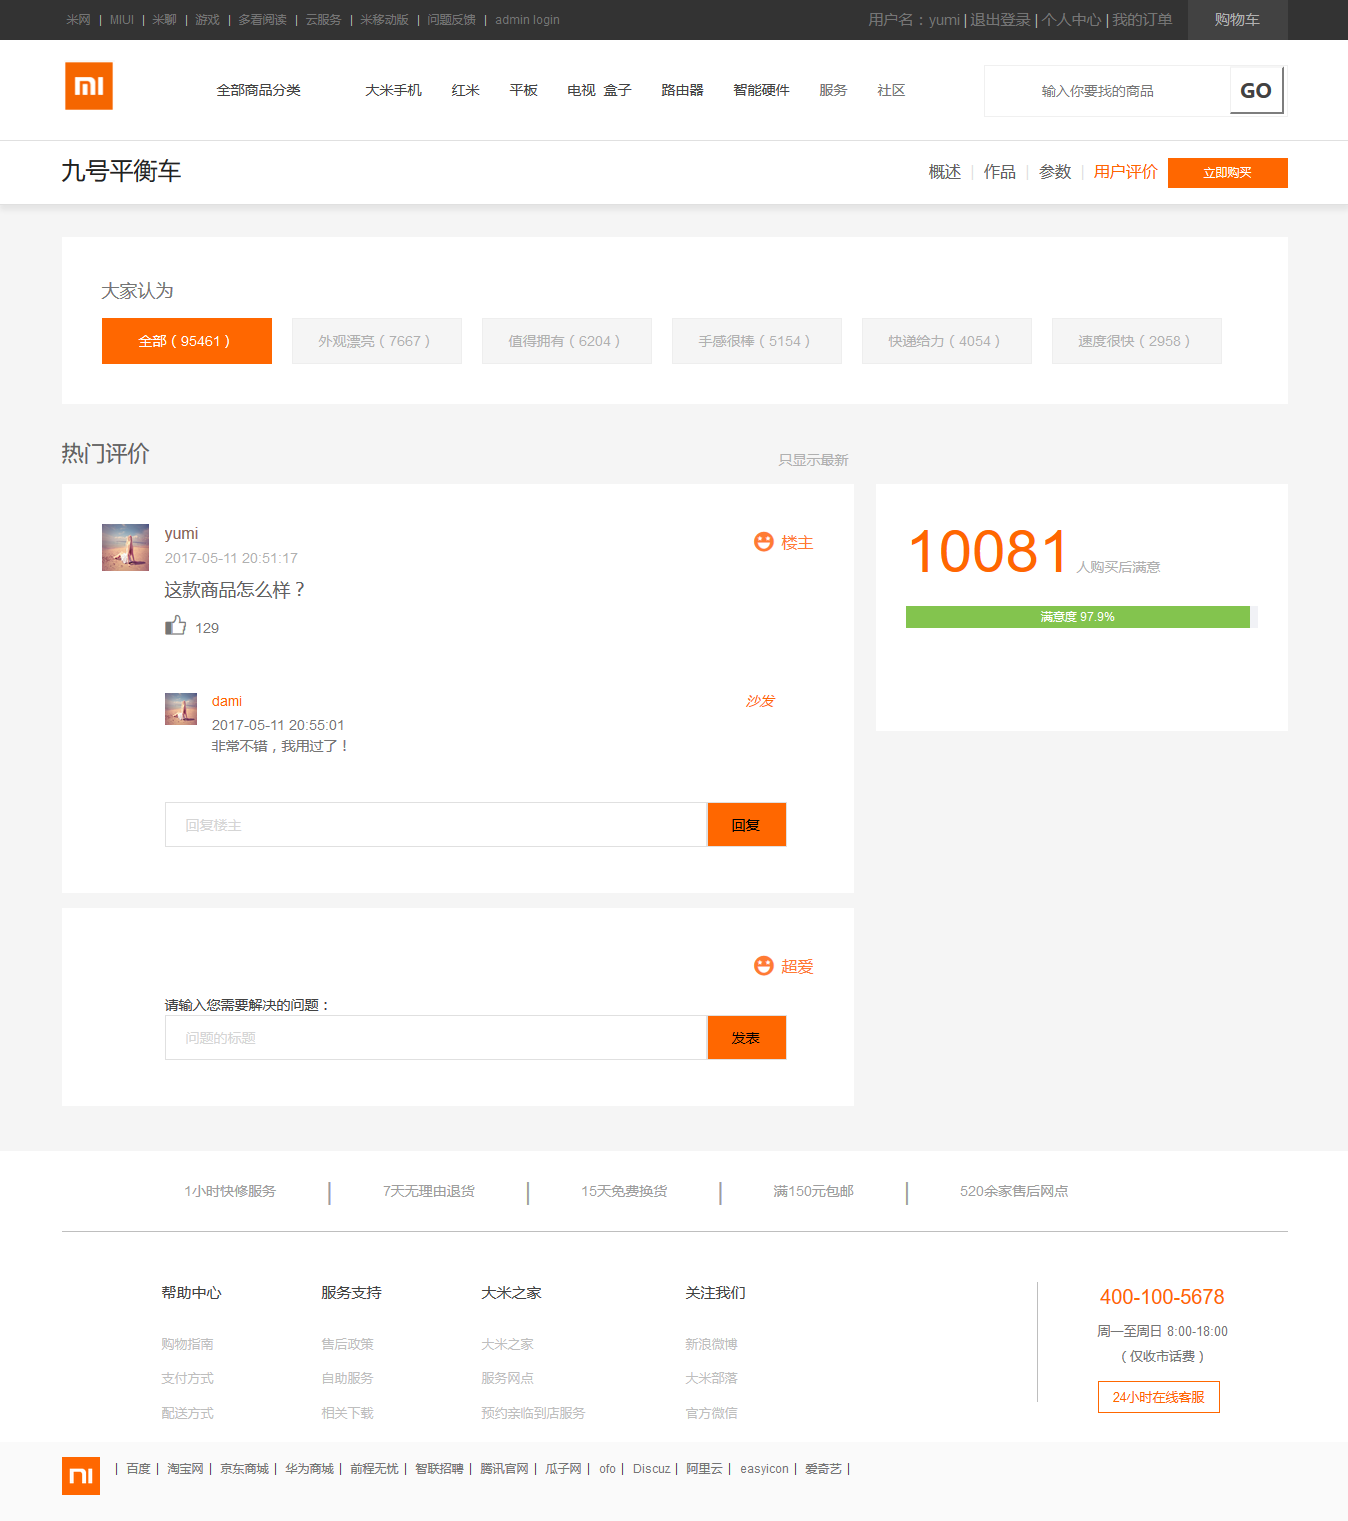 米网 | MIUI | 米聊 | 游戏 | 多看阅读 | 云服务 | 米移动版 | 问题反馈 | admin login
用户名：yumi | 退出登录 | 个人中心 | 我的订单 购物车
全部商品分类 大米手机 红米 平板 电视 盒子 路由器 智能硬件 服务 社区 输入你要找的商品 GO
九号平衡车 概述 | 作品 | 参数 | 用户评价 立即购买
大家认为
全部（95461） 外观漂亮（7667） 值得拥有（6204） 手感很棒（5154） 快递给力（4054） 速度很快（2958）
热门评价 只显示最新
yumi
2017-05-11 20:51:17
楼主
这款商品怎么样？
129
dami 沙发
2017-05-11 20:55:01
非常不错，我用过了！
回复楼主 回复
10081 人购买后满意
满意度 97.9%
超爱
请输入您需要解决的问题：
问题的标题 发表
1小时快修服务 | 7天无理由退货 | 15天免费换货 | 满150元包邮 | 520余家售后网点
帮助中心 服务支持 大米之家 关注我们
购物指南 售后政策 大米之家 新浪微博
支付方式 自助服务 服务网点 大米部落
配送方式 相关下载 预约亲临到店服务 官方微信
400-100-5678
周一至周日 8:00-18:00
（仅收市话费）
24小时在线客服
| 百度 | 淘宝网 | 京东商城 | 华为商城 | 前程无忧 | 智联招聘 | 腾讯官网 | 瓜子网 | ofo | Discuz | 阿里云 | easyicon | 爱奇艺 |